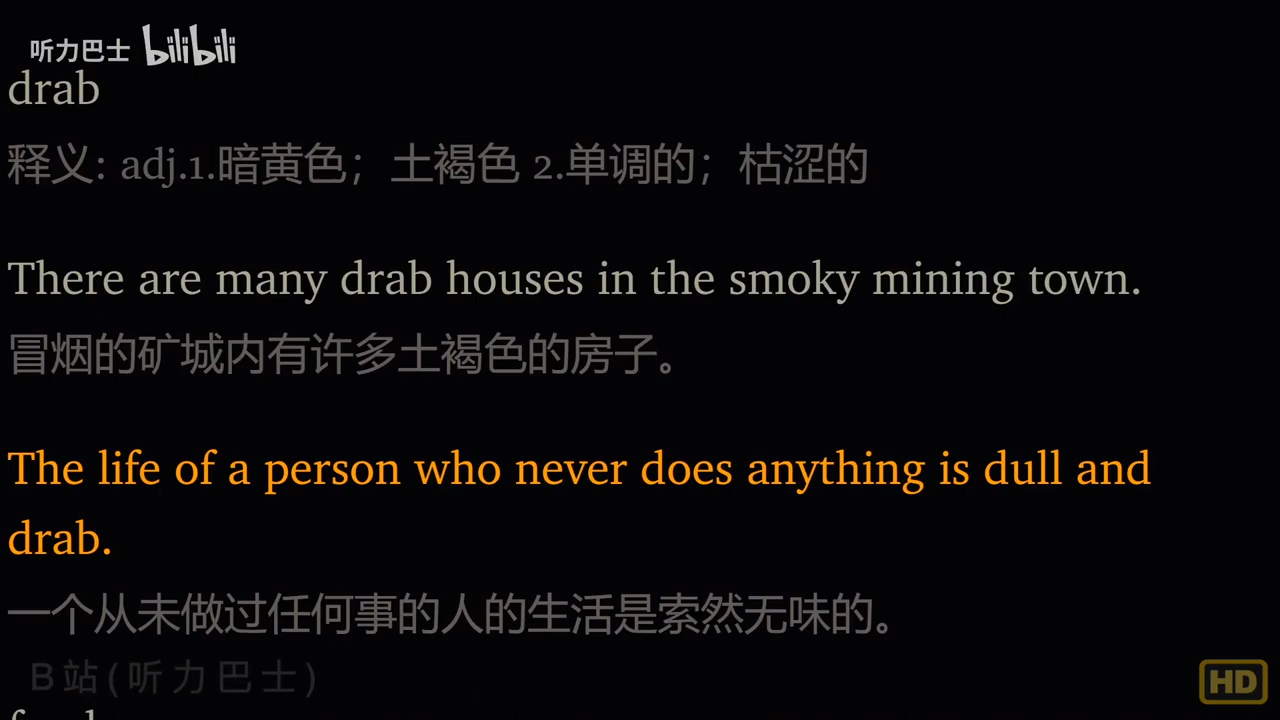 听力巴士 bilibili
drab
释义: adj.1.暗黄色；土褐色 2.单调的；枯涩的
There are many drab houses in the smoky mining town.
冒烟的矿城内有许多土褐色的房子。
The life of a person who never does anything is dull and
drab.
一个从未做过任何事的人的生活是索然无味的。
B站(听力巴士)
HD